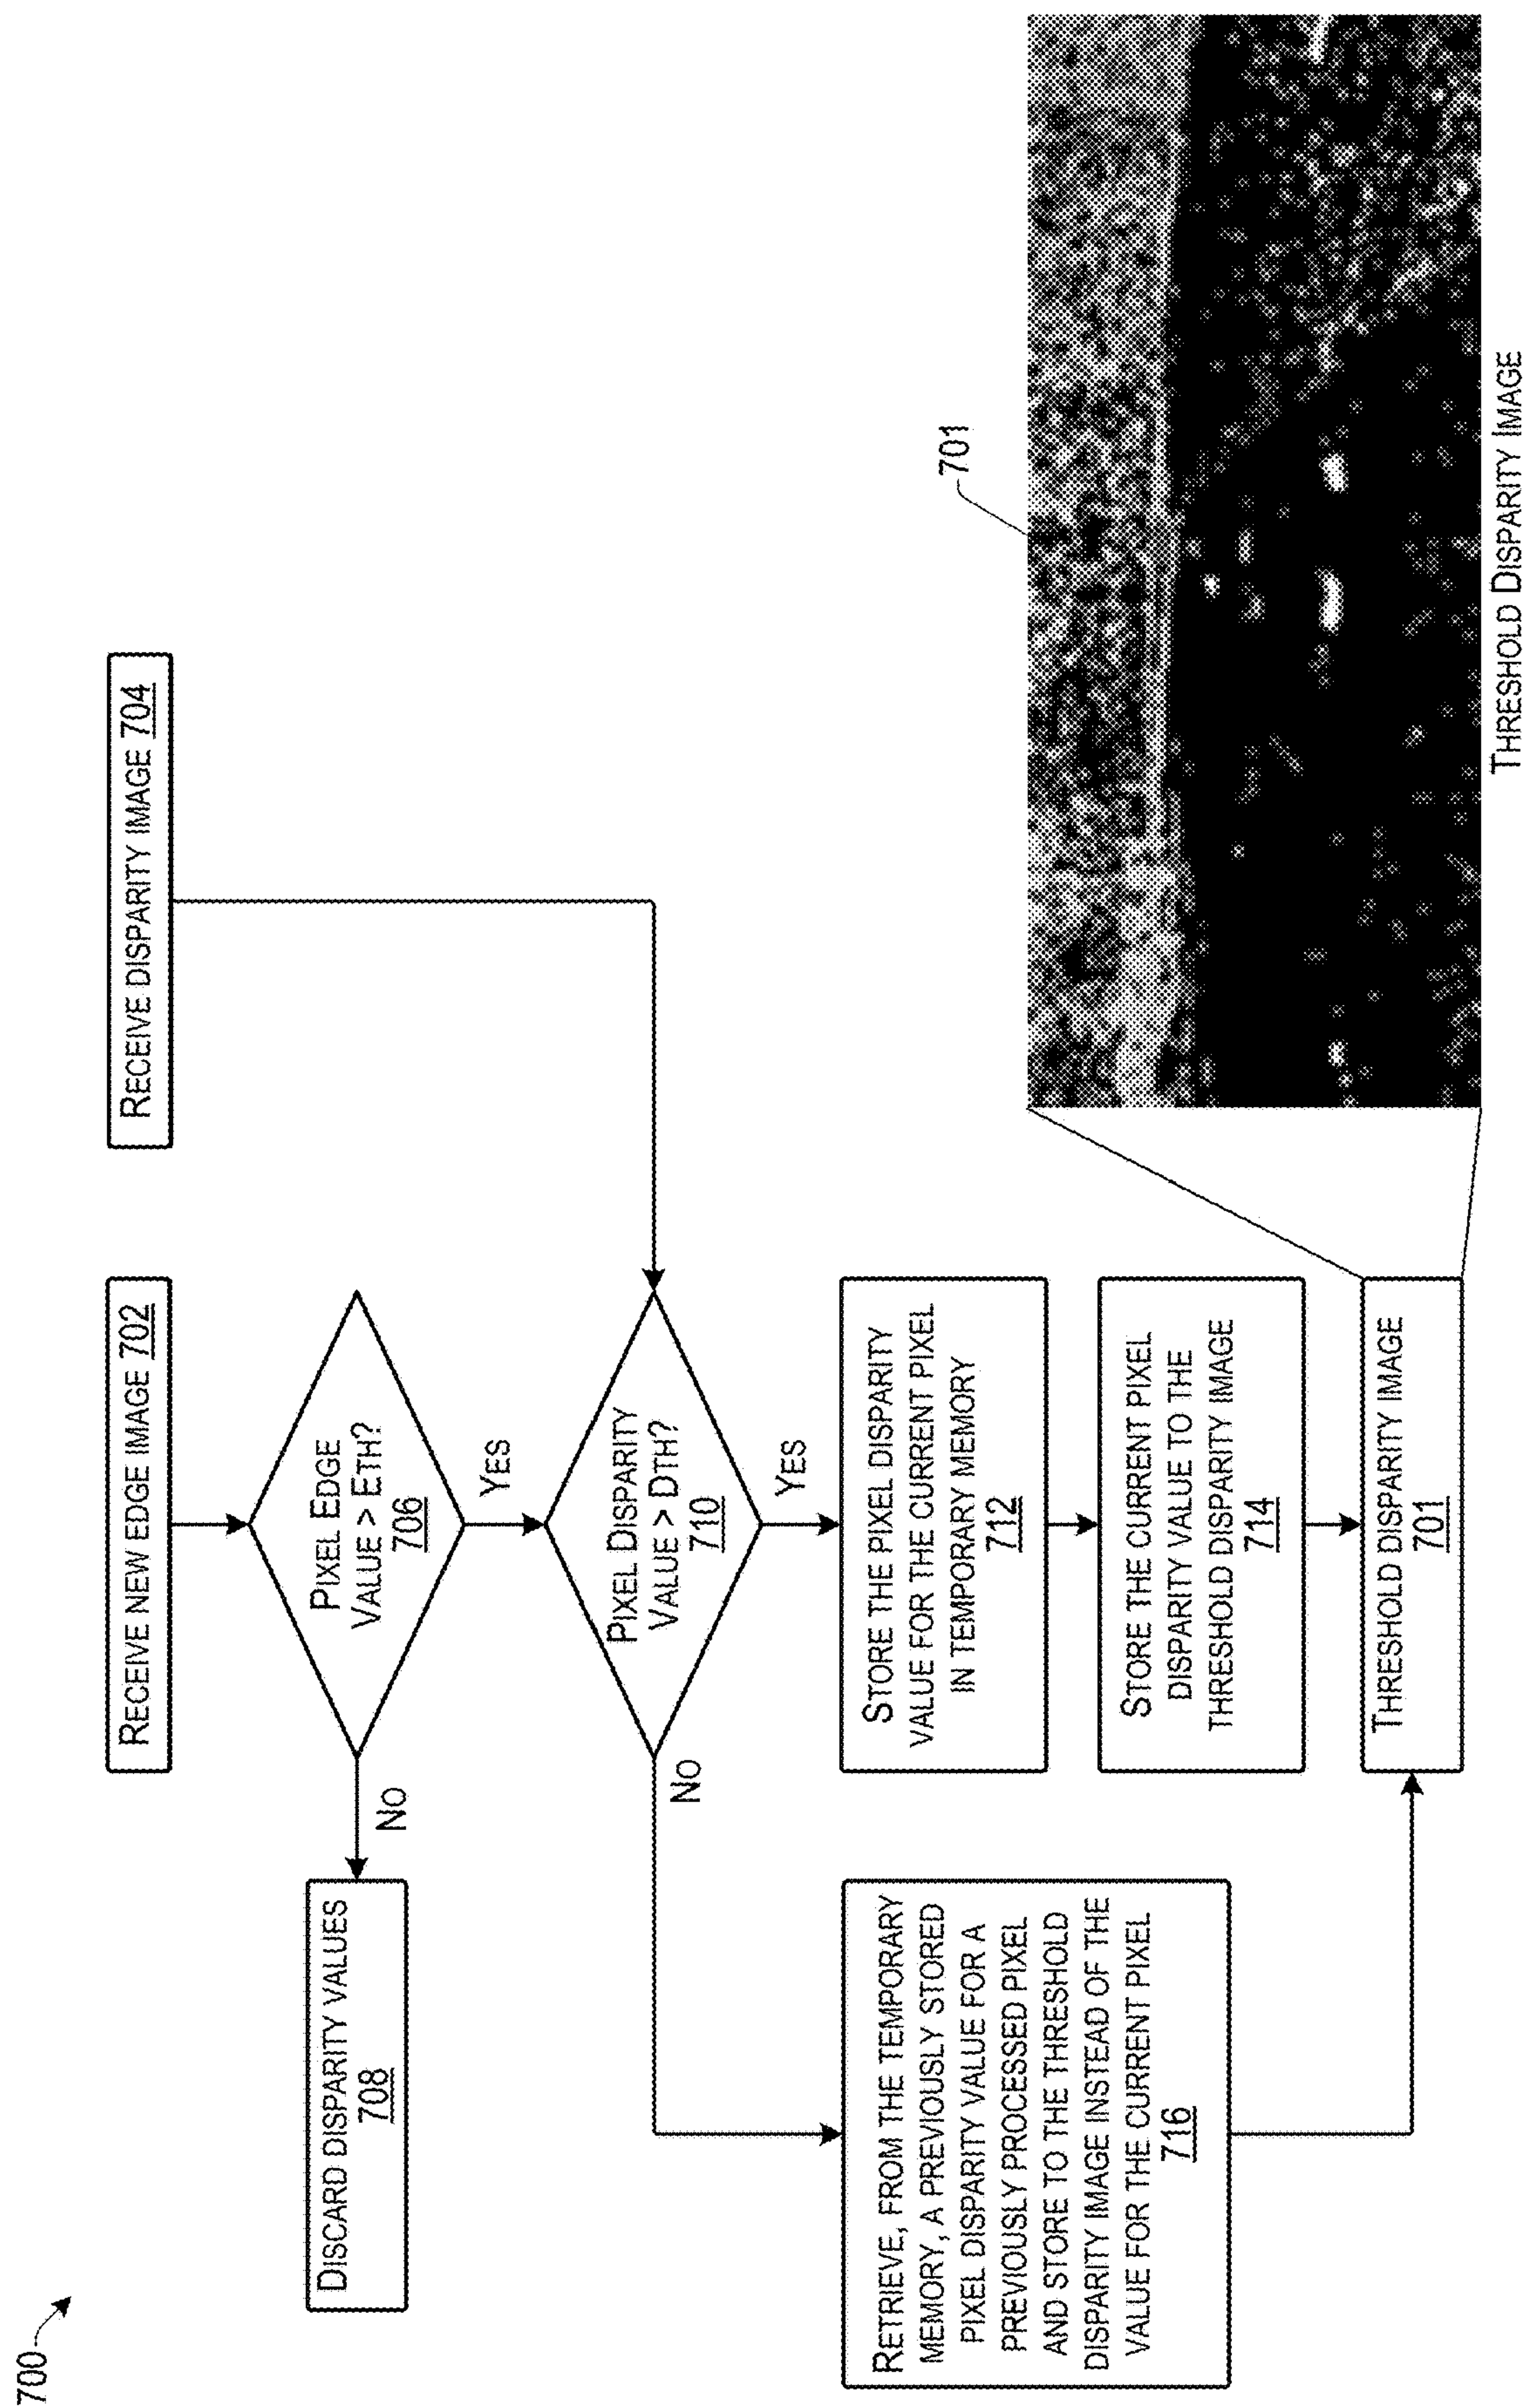 700
RECEIVE NEW EDGE IMAGE 702
RECEIVE DISPARITY IMAGE 704
PIXEL EDGE
VALUE > ETH?
706
NO
DISCARD DISPARITY VALUES
708
YES
PIXEL DISPARITY
VALUE > DTH?
710
NO
YES
RETRIEVE, FROM THE TEMPORARY
MEMORY, A PREVIOUSLY STORED
PIXEL DISPARITY VALUE FOR A
PREVIOUSLY PROCESSED PIXEL
AND STORE TO THE THRESHOLD
DISPARITY IMAGE INSTEAD OF THE
VALUE FOR THE CURRENT PIXEL
716
STORE THE PIXEL DISPARITY
VALUE FOR THE CURRENT PIXEL
IN TEMPORARY MEMORY
712
STORE THE CURRENT PIXEL
DISPARITY VALUE TO THE
THRESHOLD DISPARITY IMAGE
714
THRESHOLD DISPARITY IMAGE
701
701
THRESHOLD DISPARITY IMAGE